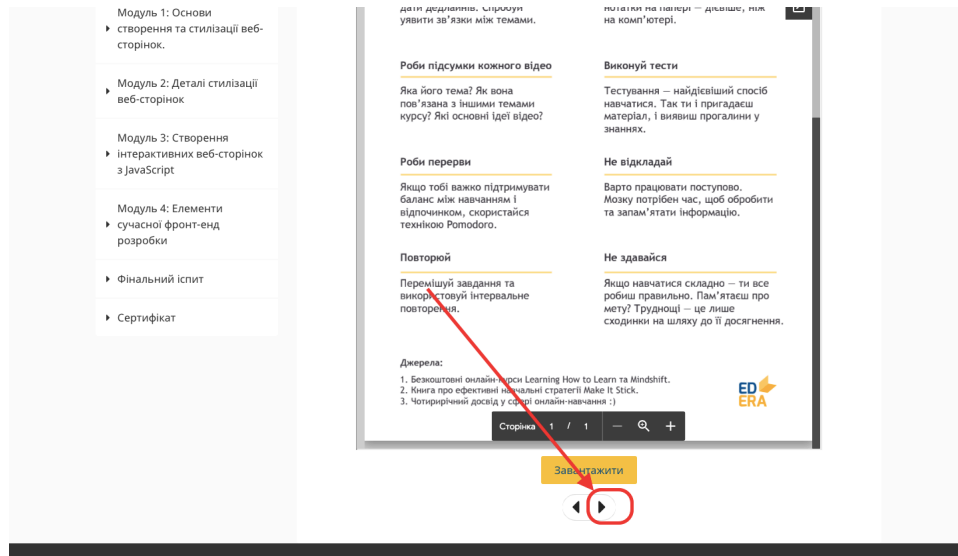 Модуль 1: Основи
створення та стилізації веб-
сторінок.
Модуль 2: Деталі стилізації
веб-сторінок
Модуль 3: Створення
інтерактивних веб-сторінок
з JavaScript
Модуль 4: Елементи
сучасної фронт-енд
розробки
Фінальний іспит
Сертифікат
дати дедлайнів. Спробуй
уявити зв’язки між темами.
нотатки на папері — дієвіше, ніж
на комп’ютері.
Роби підсумки кожного відео
Яка його тема? Як вона
пов’язана з іншими темами
курсу? Які основні ідеї відео?
Виконуй тести
Тестування — найдієвіший спосіб
навчатися. Так ти і пригадаєш
матеріал, і виявиш прогалини у
знаннях.
Роби перерви
Якщо тобі важко підтримувати
баланс між навчанням і
відпочинком, скористайся
технікою Pomodoro.
Не відкладай
Варто працювати поступово.
Мозку потрібен час, щоб обробити
та запам’ятати інформацію.
Повторюй
Перемішуй завдання та
використовуй інтервальне
повторення.
Не здавайся
Якщо навчатися складно — ти все
робиш правильно. Пам’ятаєш про
мету? Труднощі — це лише
сходинки на шляху до її досягнення.
Джерела:
1. Безкоштовні онлайн-курси Learning How to Learn та Mindshift.
2. Книга про ефективні навчальні стратегії Make It Stick.
3. Чотирирічний досвід у сфері онлайн-навчання :)
ED
ERA
Сторінка 1 / 1
Завантажити